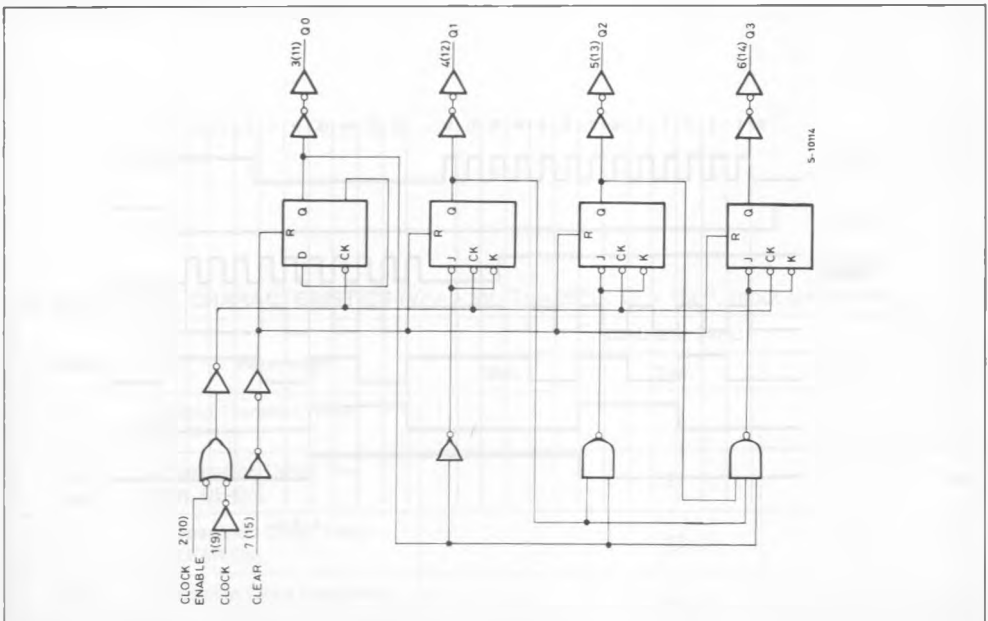 3(11) Q0
4(12) Q1
5(13) Q2
6(14) Q3
S-10114
Q
R
D
CK
Q
R
J
CK
K
Q
R
J
CK
K
Q
R
J
CK
K
CLOCK
ENABLE
2(10)
CLOCK
1(9)
CLEAR
7(15)